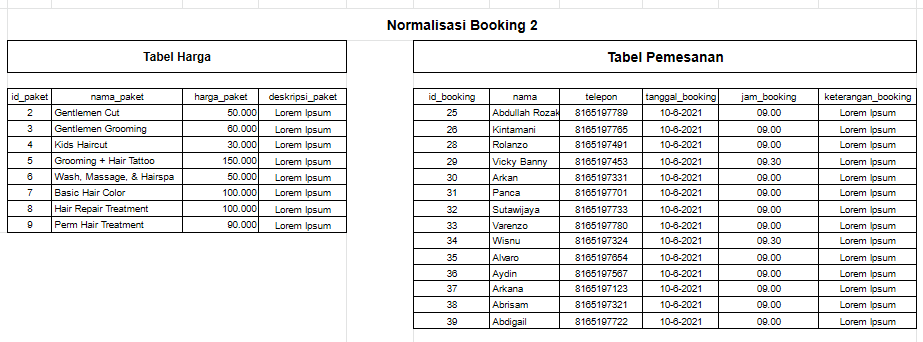 Normalisasi Booking 2
Tabel Harga
id_paket nama_paket harga_paket deskripsi_paket
2 Gentlemen Cut 50.000 Lorem Ipsum
3 Gentlemen Grooming 60.000 Lorem Ipsum
4 Kids Haircut 30.000 Lorem Ipsum
5 Grooming + Hair Tattoo 150.000 Lorem Ipsum
6 Wash, Massage, & Hairspa 50.000 Lorem Ipsum
7 Basic Hair Color 100.000 Lorem Ipsum
8 Hair Repair Treatment 100.000 Lorem Ipsum
9 Perm Hair Treatment 90.000 Lorem Ipsum
Tabel Pemesanan
id_booking nama telepon tanggal_booking jam_booking keterangan_booking
25 Abdullah Rozak 8165197789 10-6-2021 09.00 Lorem Ipsum
26 Kintamani 8165197765 10-6-2021 09.00 Lorem Ipsum
28 Rolanzo 8165197491 10-6-2021 09.00 Lorem Ipsum
29 Vicky Banny 8165197453 10-6-2021 09.30 Lorem Ipsum
30 Arkan 8165197331 10-6-2021 09.00 Lorem Ipsum
31 Panca 8165197701 10-6-2021 09.00 Lorem Ipsum
32 Sutawijaya 8165197733 10-6-2021 09.00 Lorem Ipsum
33 Varenzo 8165197780 10-6-2021 09.00 Lorem Ipsum
34 Wisnu 8165197324 10-6-2021 09.30 Lorem Ipsum
35 Alvaro 8165197654 10-6-2021 09.00 Lorem Ipsum
36 Aydin 8165197567 10-6-2021 09.00 Lorem Ipsum
37 Arkana 8165197123 10-6-2021 09.00 Lorem Ipsum
38 Abrisam 8165197321 10-6-2021 09.00 Lorem Ipsum
39 Abdigail 8165197722 10-6-2021 09.00 Lorem Ipsum